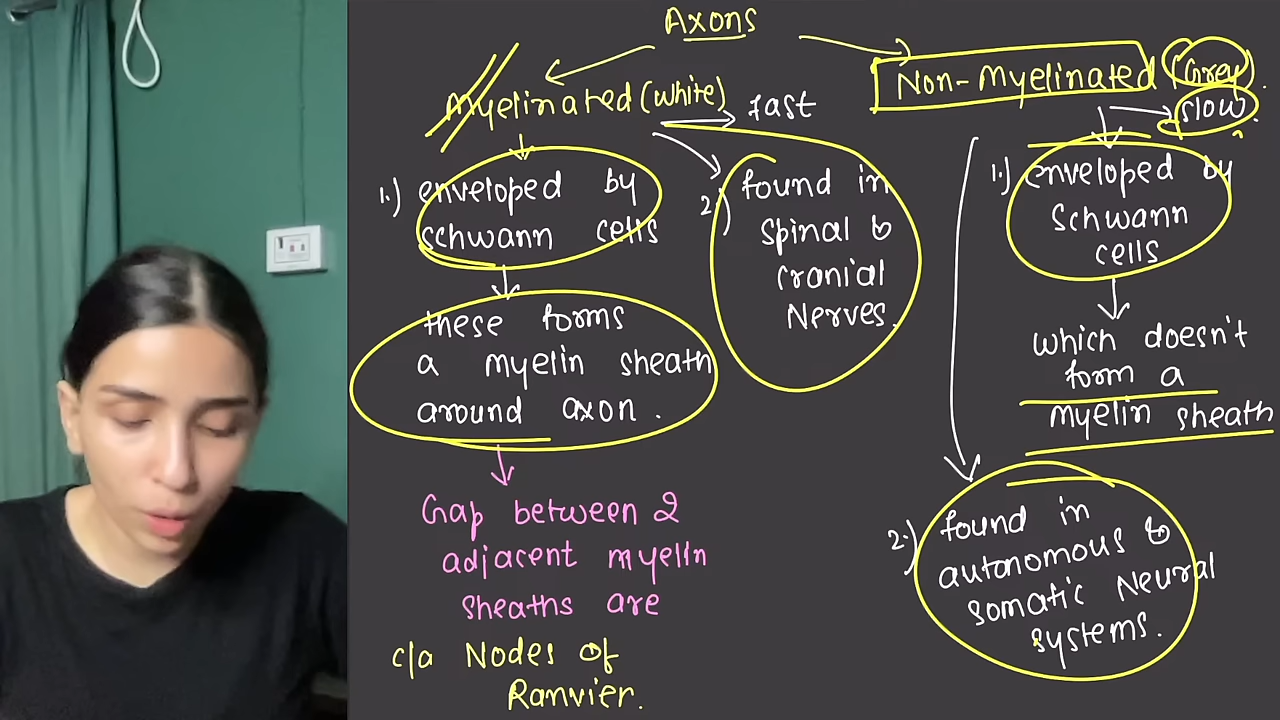 Axons
Myelinated (white)
fast
1.) enveloped by
schwann cells
these forms
a myelin sheath
around axon.
Gap between 2
adjacent myelin
sheaths are
c/a Nodes of
Ranvier.
2.) found in
spinal &
cranial
Nerves.
Non-Myelinated (Grey).
slow.
1.) enveloped by
Schwann
cells
which doesn't
form a
myelin sheath
2.) found in
autonomous &
somatic Neural
systems.